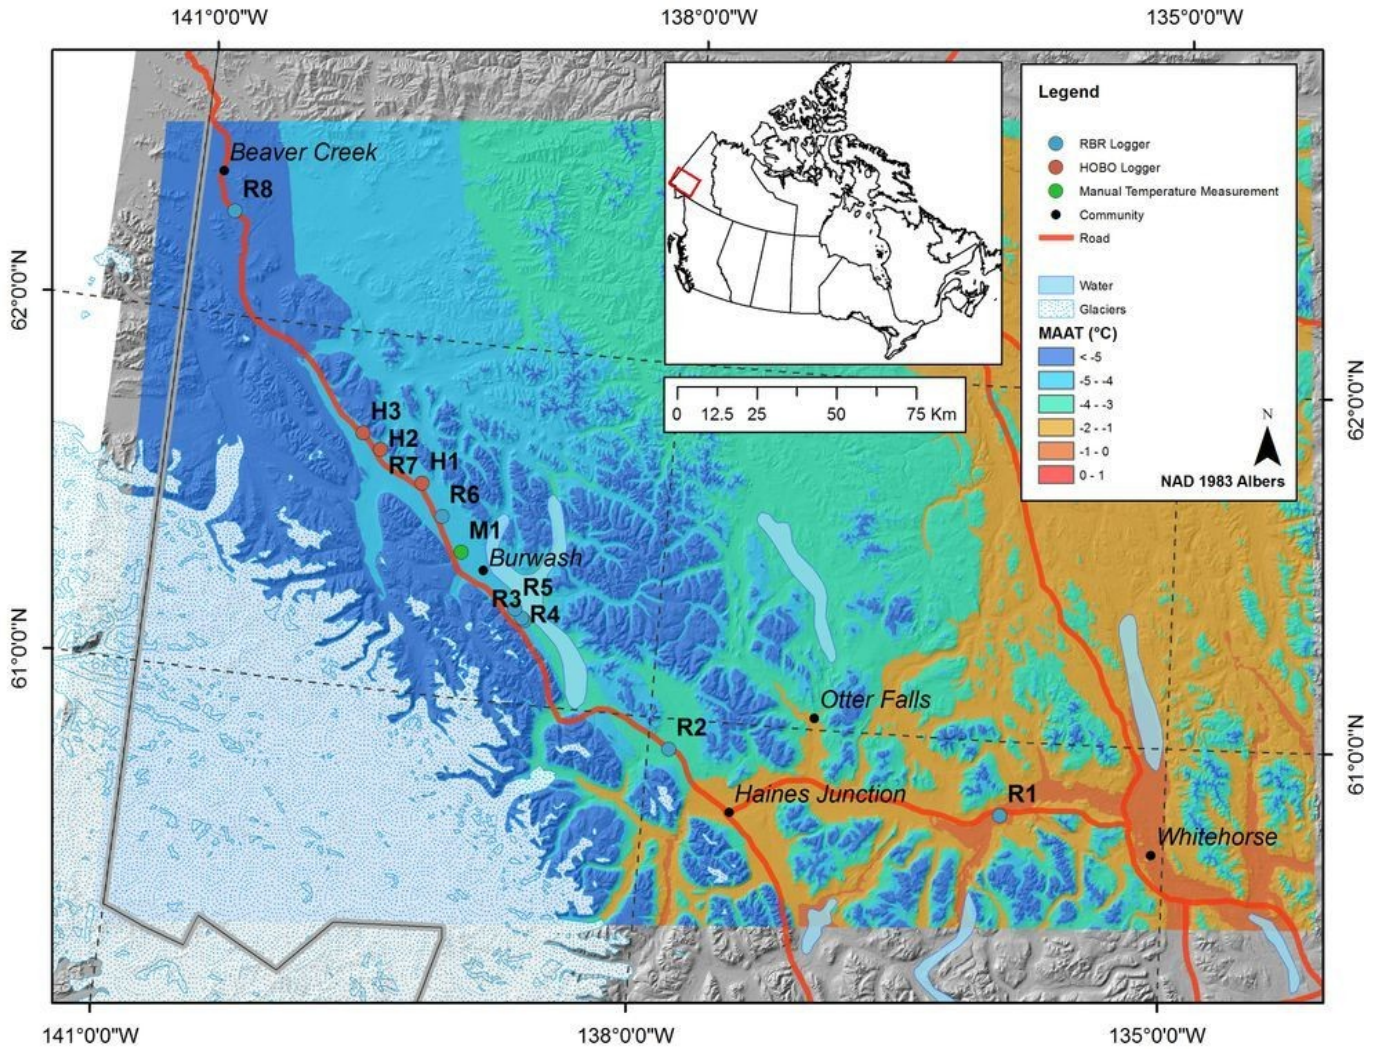 141°0'0"W
138°0'0"W
135°0'0"W
Legend
RBR Logger
HOBO Logger
Manual Temperature Measurement
Community
Road
Water
Glaciers
MAAT (°C)
< -5
-5 - -4
-4 - -3
-2 - -1
-1 - 0
0 - 1
N
NAD 1983 Albers
0 12.5 25 50 75 Km
Beaver Creek
R8
62°0'0"N
62°0'0"N
H3
H2
R7
H1
R6
M1
Burwash
R5
R3
R4
61°0'0"N
61°0'0"N
Otter Falls
R2
Haines Junction
R1
Whitehorse
141°0'0"W
138°0'0"W
135°0'0"W